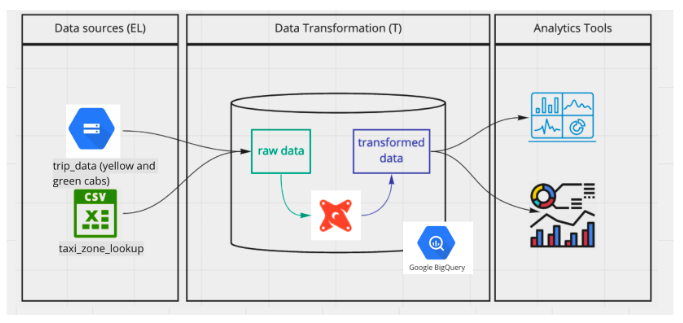 Data sources (EL)
Data Transformation (T)
Analytics Tools
trip_data (yellow and
green cabs)
CSV
taxi_zone_lookup
raw data
transformed
data
Google BigQuery